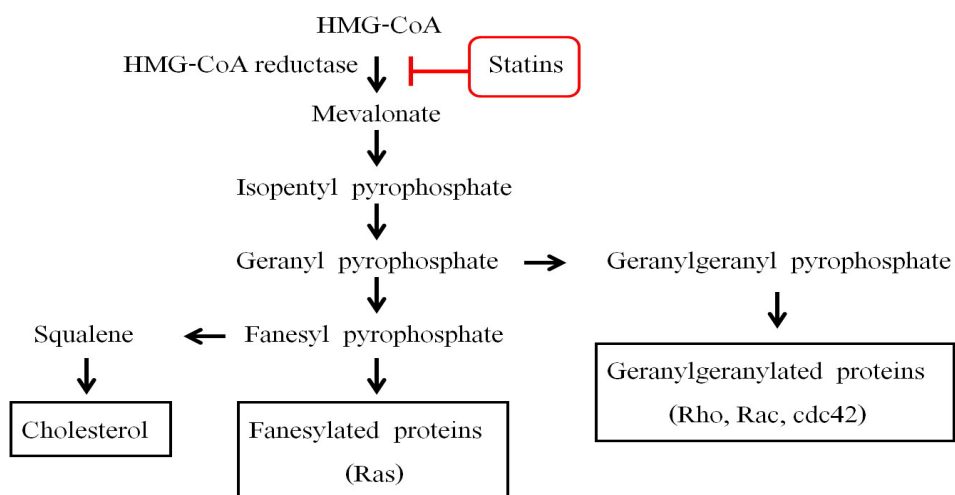 HMG-CoA
HMG-CoA reductase
Statins
Mevalonate
Isopentyl pyrophosphate
Geranyl pyrophosphate
Geranylgeranyl pyrophosphate
Squalene
Fanesyl pyrophosphate
Geranylgeranylated proteins
(Rho, Rac, cdc42)
Cholesterol
Fanesylated proteins
(Ras)